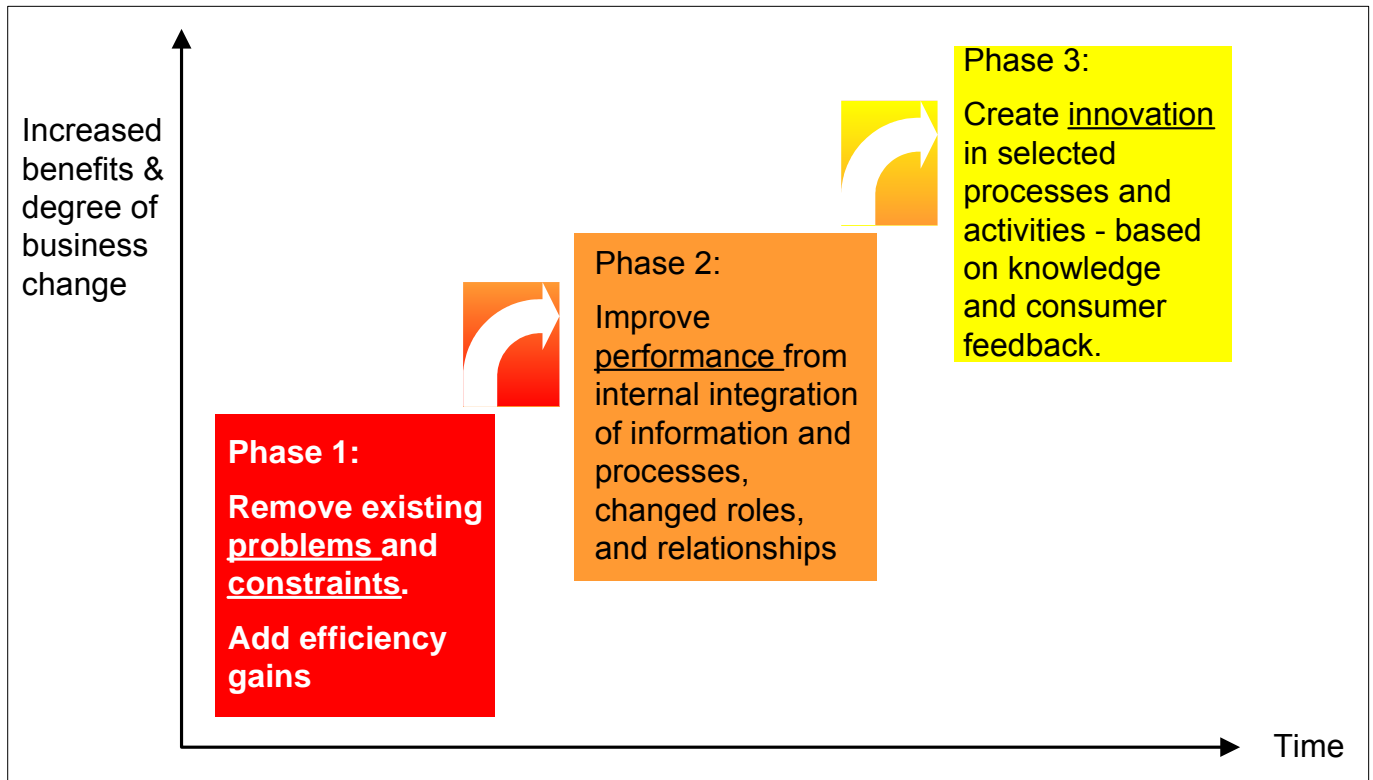 Increased
benefits &
degree of
business
change
Phase 1:
Remove existing
problems and
constraints.
Add efficiency
gains
Phase 2:
Improve
performance from
internal integration
of information and
processes,
changed roles,
and relationships
Phase 3:
Create innovation
in selected
processes and
activities - based
on knowledge
and consumer
feedback.
Time